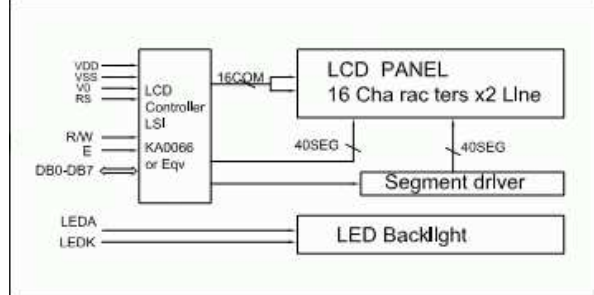 VDD
VSS
V0
RS
R/W
E
DB0-DB7
LCD
Controller
LSI
KA0066
or Eqv
16COM
LCD PANEL
16 Cha rac ters x2 LIne
40SEG
40SEG
Segment driver
LEDA
LEDK
LED Backlight